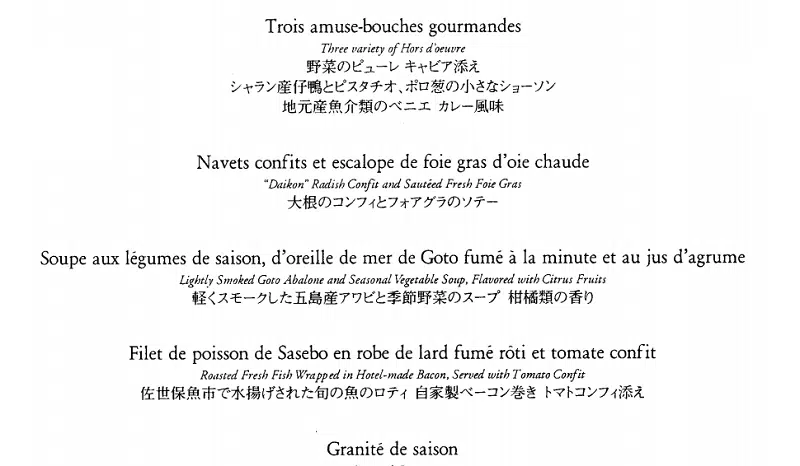 Trois amuse-bouches gourmandes
Three variety of Hors d'oeuvre
野菜のピューレ キャビア添え
シャラン産仔鴨とピスタチオ、ポロ葱の小さなショーソン
地元産魚介類のベニエ カレー風味
Navets confits et escalope de foie gras d'oie chaude
"Daikon" Radish Confit and Sautéed Fresh Foie Gras
大根のコンフィとフォアグラのソテー
Soupe aux légumes de saison, d'oreille de mer de Goto fumé à la minute et au jus d'agrume
Lightly Smoked Goto Abalone and Seasonal Vegetable Soup, Flavored with Citrus Fruits
軽くスモークした五島産アワビと季節野菜のスープ 柑橘類の香り
Filet de poisson de Sasebo en robe de lard fumé rôti et tomate confit
Roasted Fresh Fish Wrapped in Hotel-made Bacon, Served with Tomato Confit
佐世保魚市で水揚げされた旬の魚のロティ 自家製ベーコン巻き トマトコンフィ添え
Granité de saison